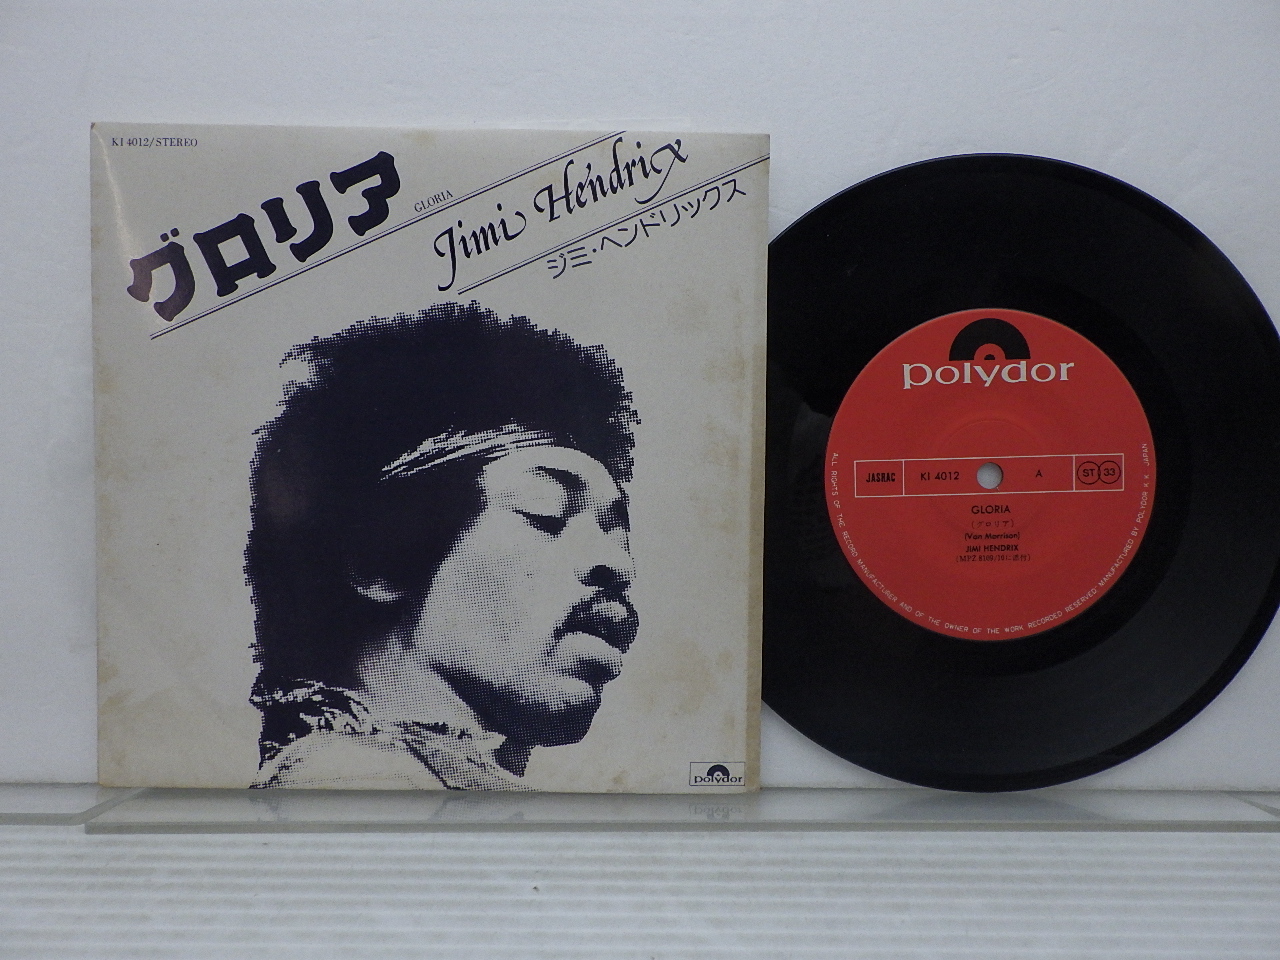 KI 4012/STEREO
グロリア
GLORIA
Jimi Hendrix
ジミ・ヘンドリックス
polydor
polydor
JASRAC KI 4012 A ST 33
GLORIA
(グロリア)
(Van Morrison)
JIMI HENDRIX
ALL RIGHTS OF THE RECORD MANUFACTURER AND OF THE OWNER OF THE WORK RECORDED RESERVED MANUFACTURED BY POLYDOR K.K. JAPAN